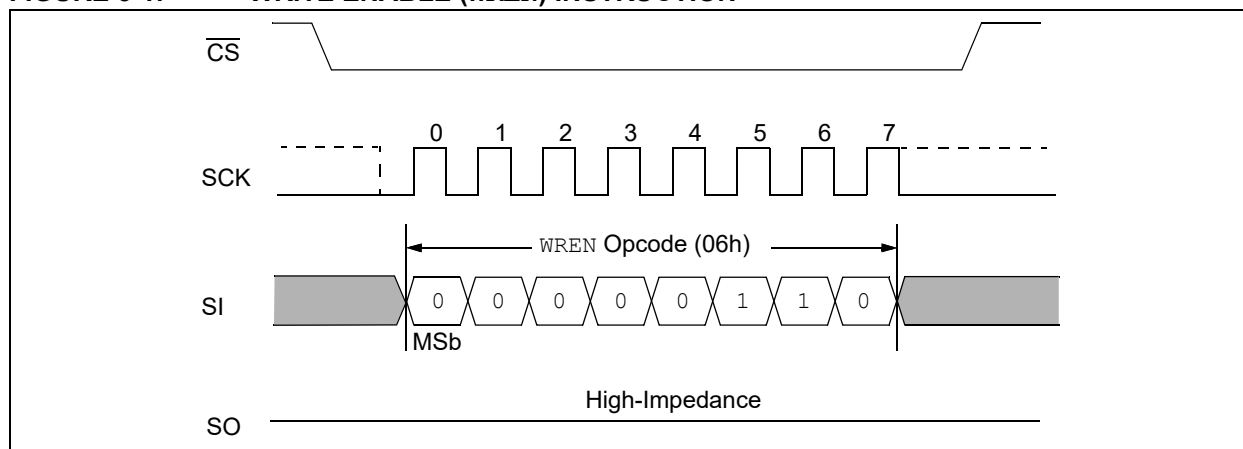 CS
0 1 2 3 4 5 6 7
SCK
WREN Opcode (06h)
SI
0 0 0 0 0 1 1 0
MSb
High-Impedance
SO